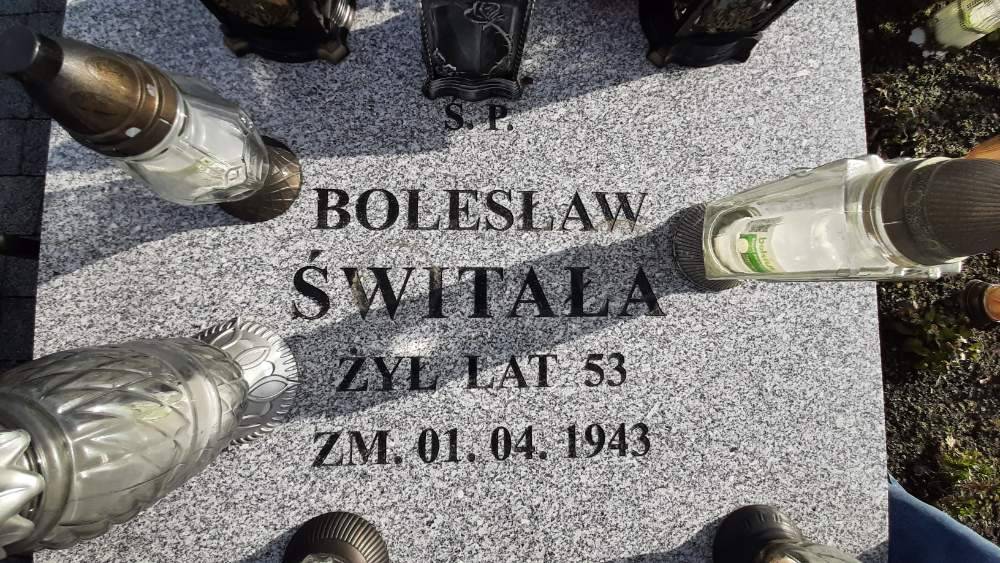 Ś. P.
BOLESŁAW
ŚWITAŁA
ŻYŁ LAT 53
ZM. 01. 04. 1943